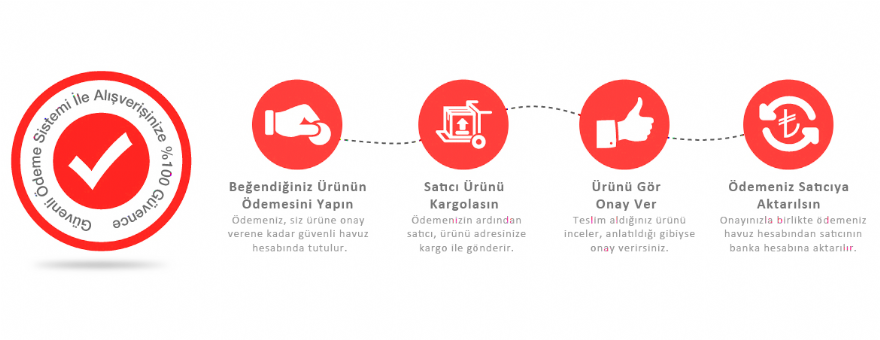 Güvenli Ödeme Sistemi İle Alışverişinize %100 Güvence
Beğendiğiniz Ürünün
Ödemesini Yapın
Ödemeniz, siz ürüne onay
verene kadar güvenli havuz
hesabında tutulur.
Satıcı Ürünü
Kargolasın
Ödemenizin ardından
satıcı, ürünü adresinize
kargo ile gönderir.
Ürünü Gör
Onay Ver
Teslim aldığınız ürünü
inceler, anlatıldığı gibiyse
onay verirsiniz.
Ödemeniz Satıcıya
Aktarılsın
Onayınızla birlikte ödemeniz
havuz hesabından satıcının
banka hesabına aktarılır.